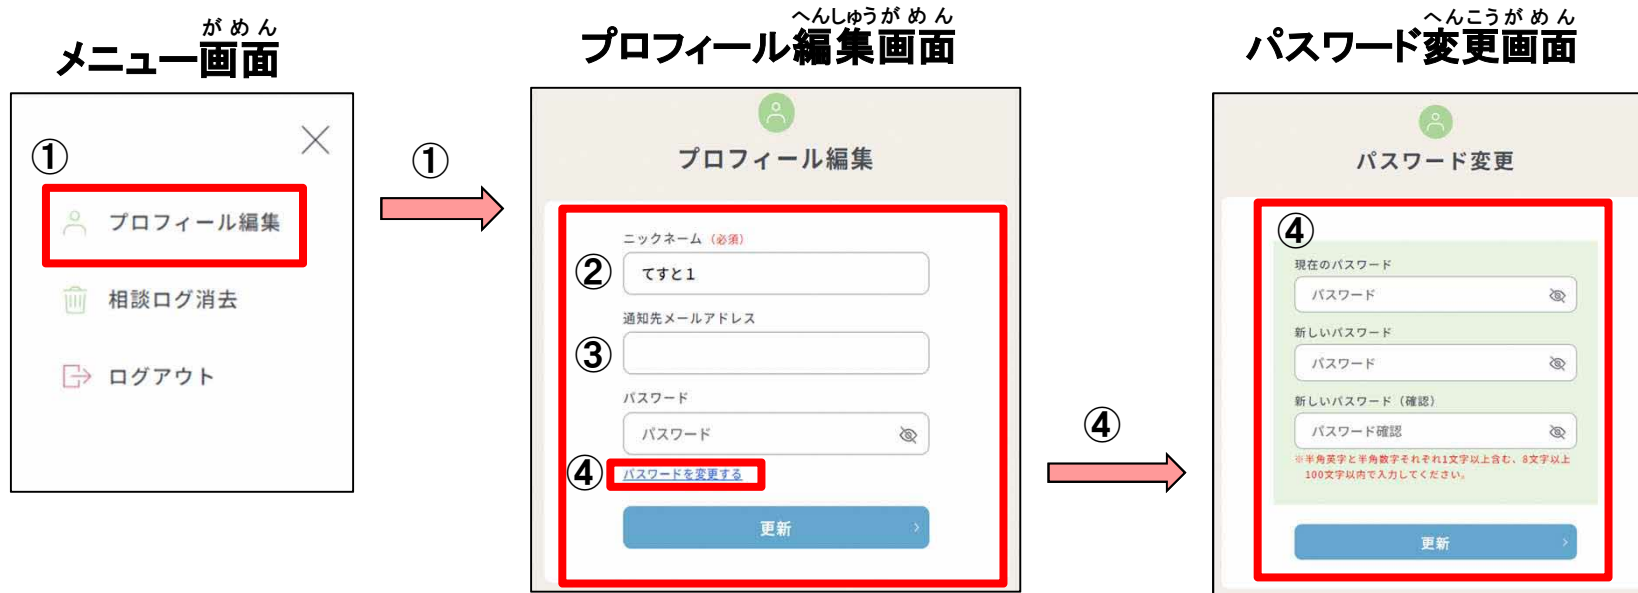 がめん
メニュー画面
①
プロフィール編集
相談ログ消去
ログアウト
①
へんしゅうがめん
プロフィール編集画面
プロフィール編集
ニックネーム（必須）
②
てすと１
通知先メールアドレス
③
パスワード
パスワード
④
パスワードを変更する
更新
④
へんこうがめん
パスワード変更画面
パスワード変更
④
現在のパスワード
パスワード
新しいパスワード
パスワード
新しいパスワード（確認）
パスワード確認
※半角英字と半角数字それぞれ1文字以上含む、8文字以上
100文字以内で入力してください。
更新